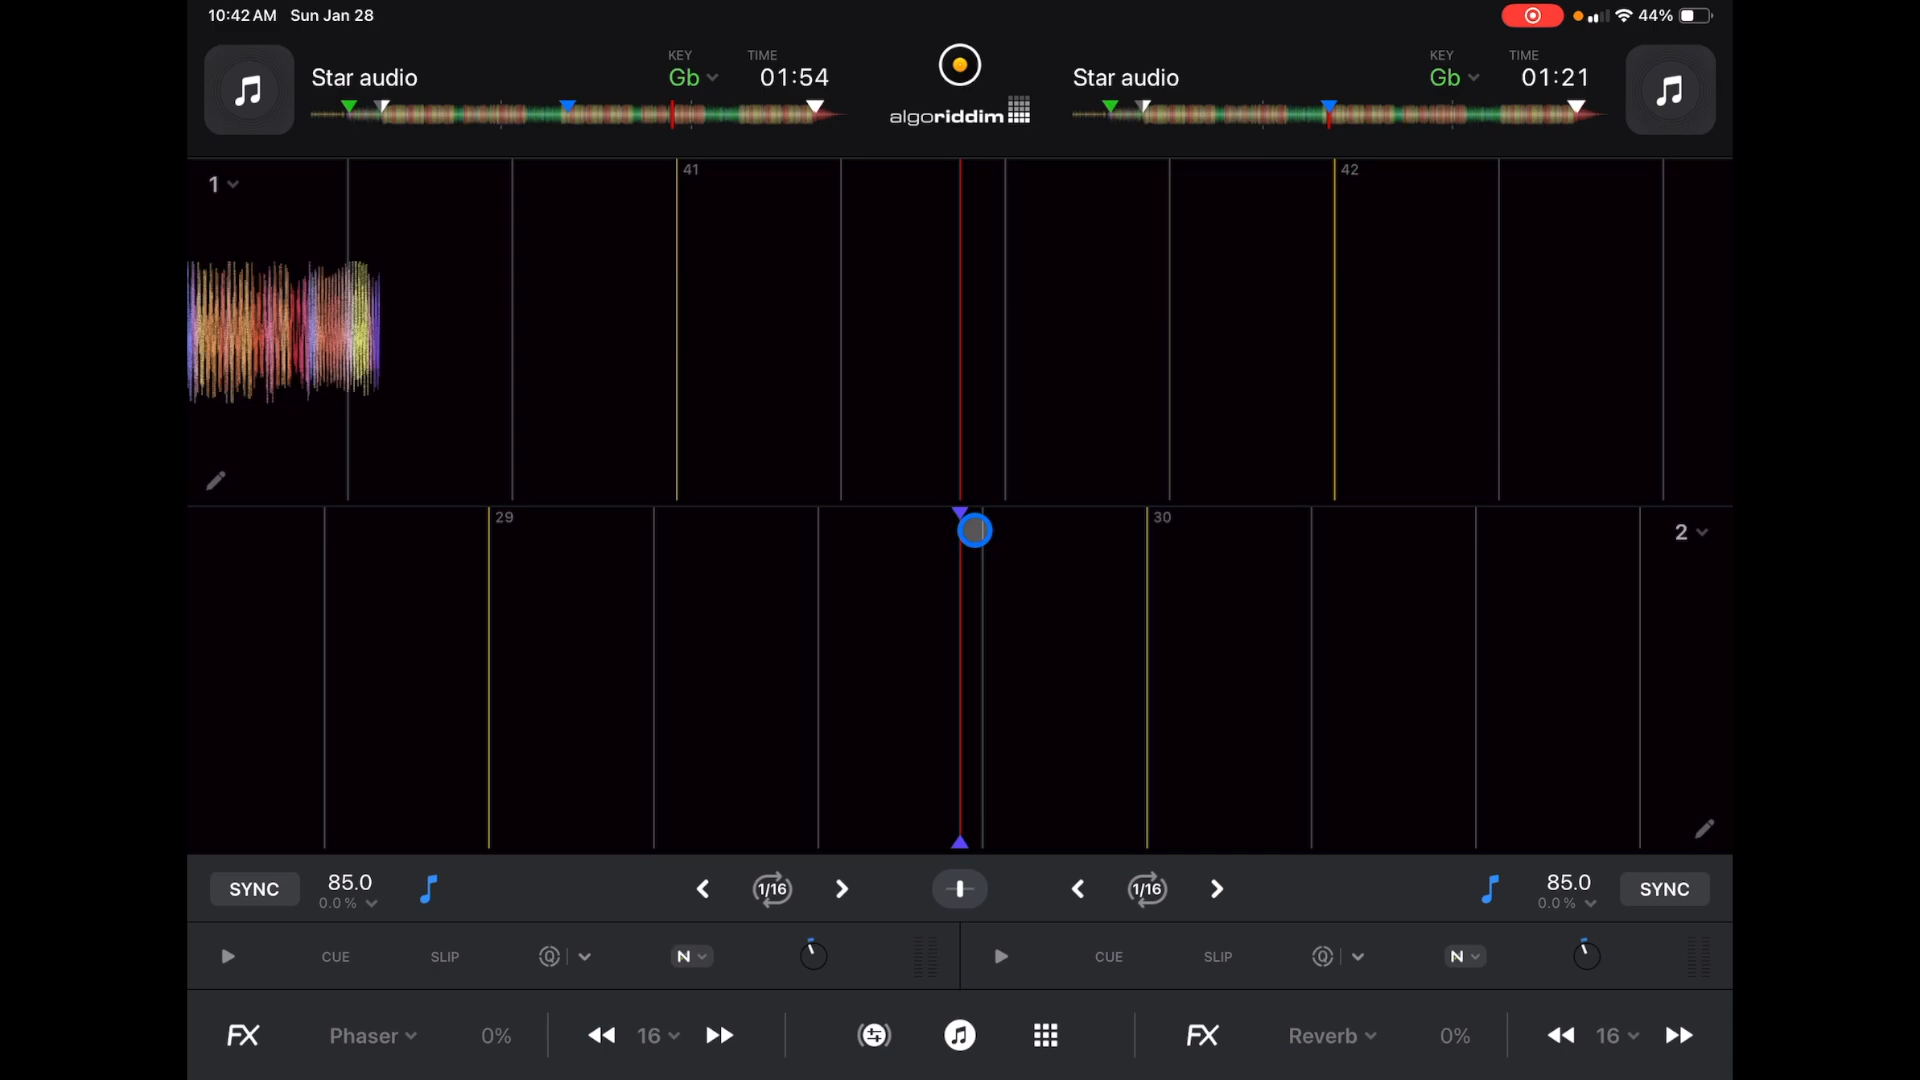 10:42 AM Sun Jan 28
44%
Star audio
KEY
Gb
TIME
01:54
algoriddim
Star audio
KEY
Gb
TIME
01:21
1
41
42
29
30
2
SYNC
85.0
0.0 %
1/16
1/16
85.0
0.0 %
SYNC
CUE
SLIP
Q
N
CUE
SLIP
Q
N
FX
Phaser
0%
16
FX
Reverb
0%
16